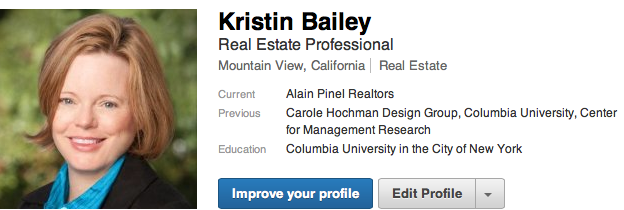 Kristin Bailey
Real Estate Professional
Mountain View, California | Real Estate
Current Alain Pinel Realtors
Previous Carole Hochman Design Group, Columbia University, Center
for Management Research
Education Columbia University in the City of New York
Improve your profile Edit Profile